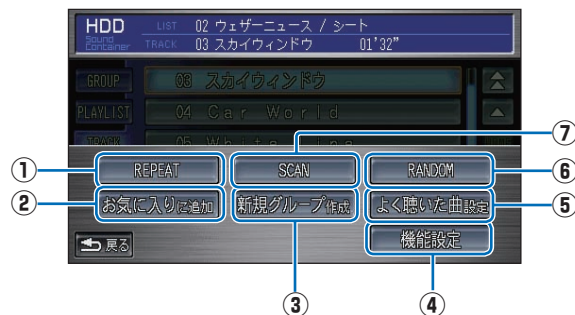 HDD LIST 02 ウェザーニュース / シート
Sound Container TRACK 03 スカイウィンドウ 01'32"
GROUP 03 スカイウィンドウ
PLAYLIST 04 Car World
TRACK 05
⑦
① REPEAT SCAN RANDOM ⑥
② お気に入りに追加 新規グループ作成 よく聴いた曲設定 ⑤
戻る 機能設定
③ ④